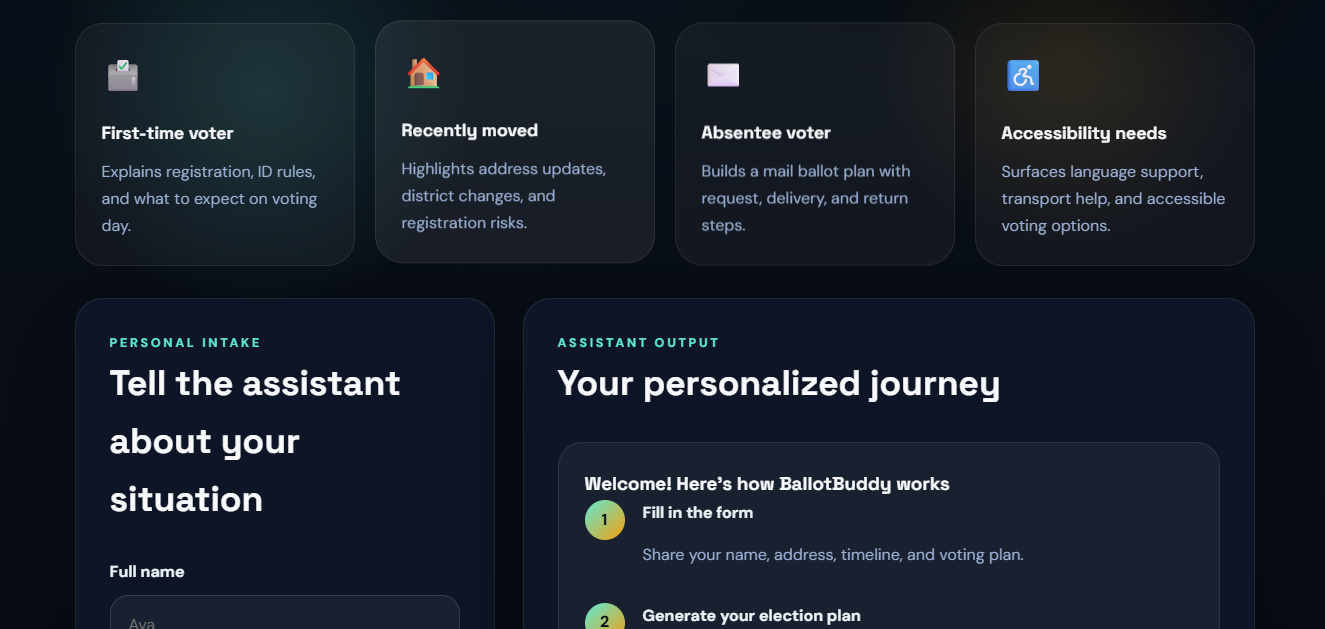 First-time voter
Explains registration, ID rules,
and what to expect on voting
day.
Recently moved
Highlights address updates,
district changes, and
registration risks.
Absentee voter
Builds a mail ballot plan with
request, delivery, and return
steps.
Accessibility needs
Surfaces language support,
transport help, and accessible
voting options.
PERSONAL INTAKE
Tell the assistant
about your
situation
Full name
Ava
ASSISTANT OUTPUT
Your personalized journey
Welcome! Here's how BallotBuddy works
1
Fill in the form
Share your name, address, timeline, and voting plan.
2
Generate your election plan